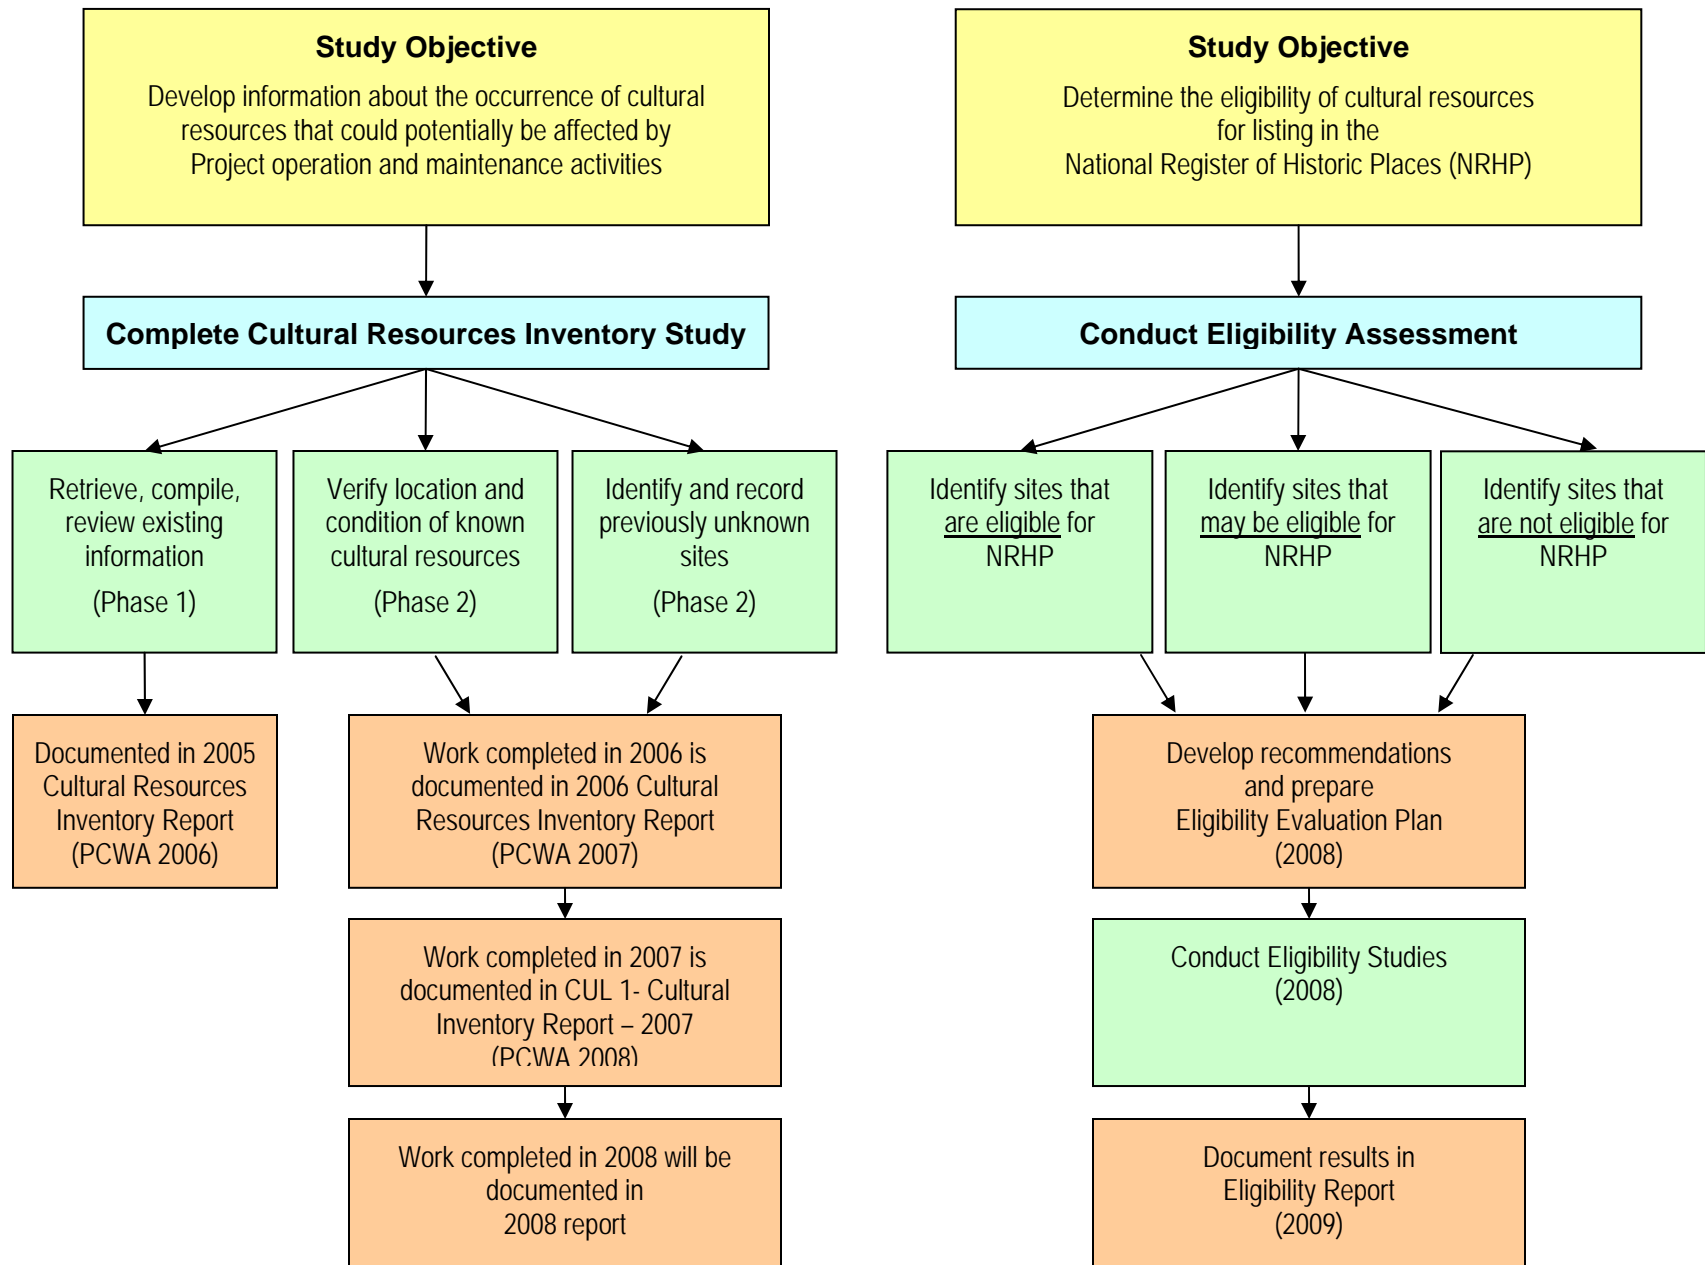 Study Objective
Develop information about the occurrence of cultural
resources that could potentially be affected by
Project operation and maintenance activities
Study Objective
Determine the eligibility of cultural resources
for listing in the
National Register of Historic Places (NRHP)
Complete Cultural Resources Inventory Study
Conduct Eligibility Assessment
Retrieve, compile,
review existing
information
(Phase 1)
Verify location and
condition of known
cultural resources
(Phase 2)
Identify and record
previously unknown
sites
(Phase 2)
Identify sites that
are eligible for
NRHP
Identify sites that
may be eligible for
NRHP
Identify sites that
are not eligible for
NRHP
Documented in 2005
Cultural Resources
Inventory Report
(PCWA 2006)
Work completed in 2006 is
documented in 2006 Cultural
Resources Inventory Report
(PCWA 2007)
Develop recommendations
and prepare
Eligibility Evaluation Plan
(2008)
Work completed in 2007 is
documented in CUL 1- Cultural
Inventory Report – 2007
(PCWA 2008)
Conduct Eligibility Studies
(2008)
Work completed in 2008 will be
documented in
2008 report
Document results in
Eligibility Report
(2009)